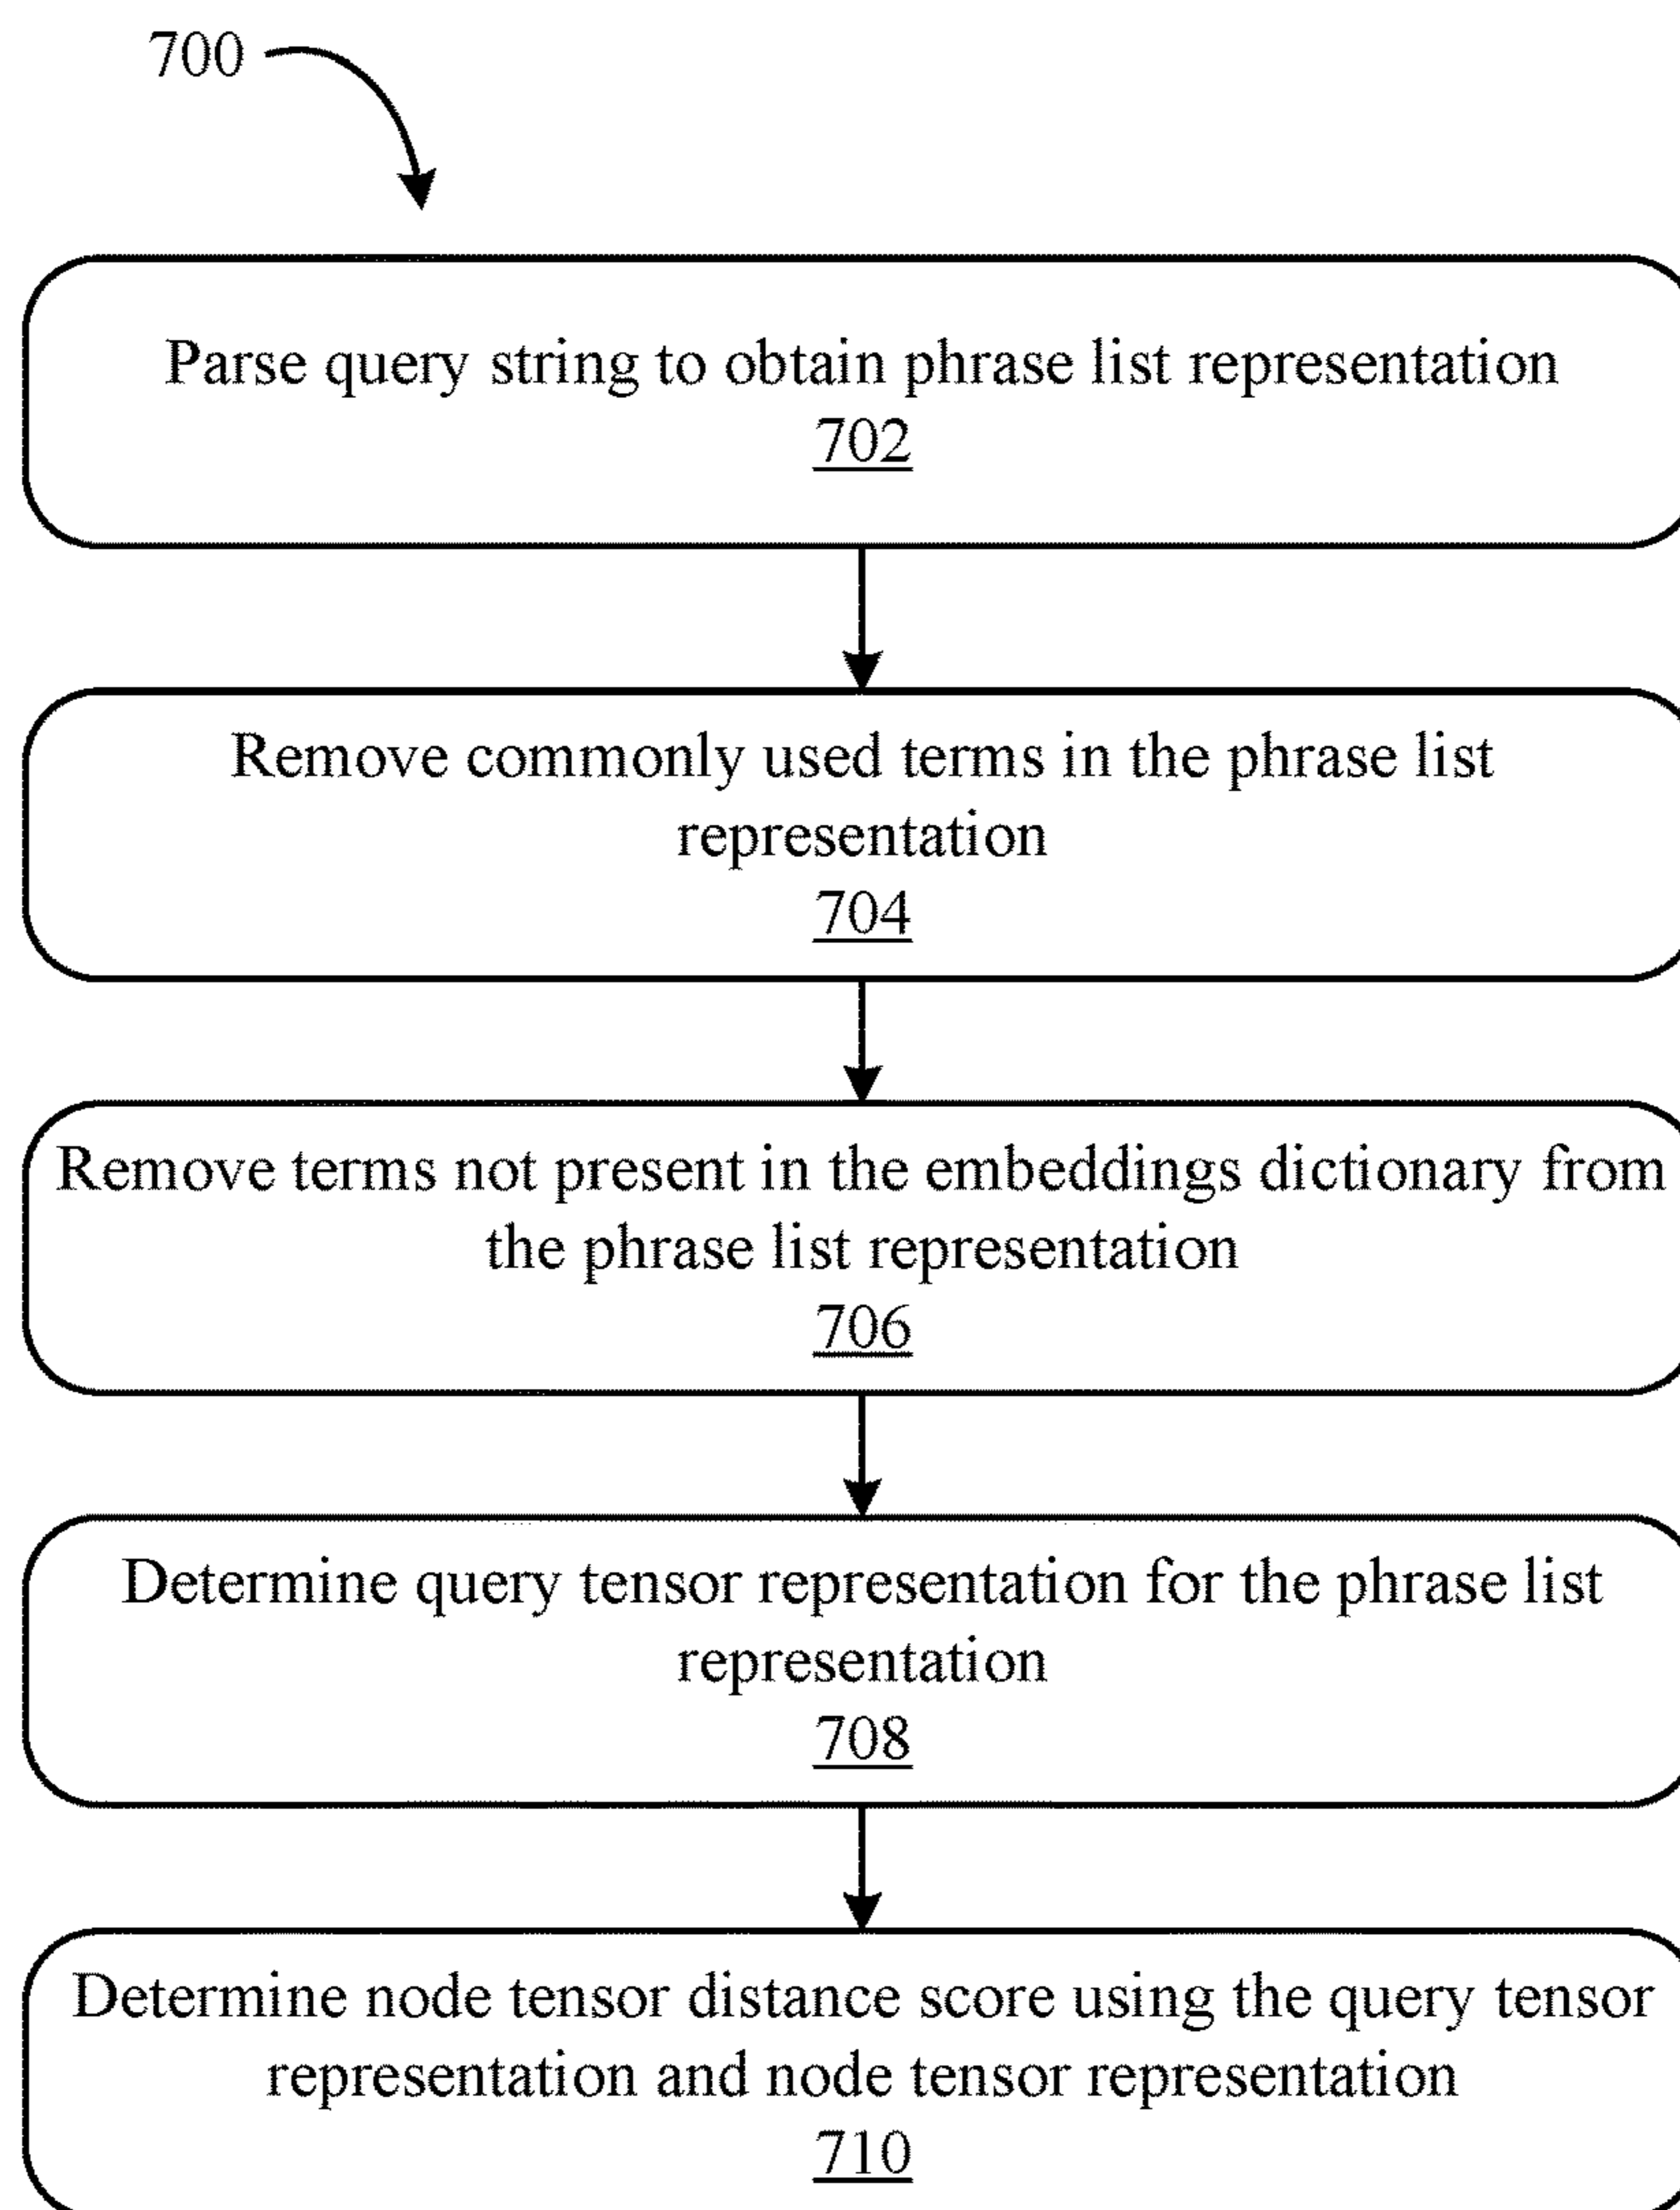 700
Parse query string to obtain phrase list representation
702
Remove commonly used terms in the phrase list
representation
704
Remove terms not present in the embeddings dictionary from
the phrase list representation
706
Determine query tensor representation for the phrase list
representation
708
Determine node tensor distance score using the query tensor
representation and node tensor representation
710